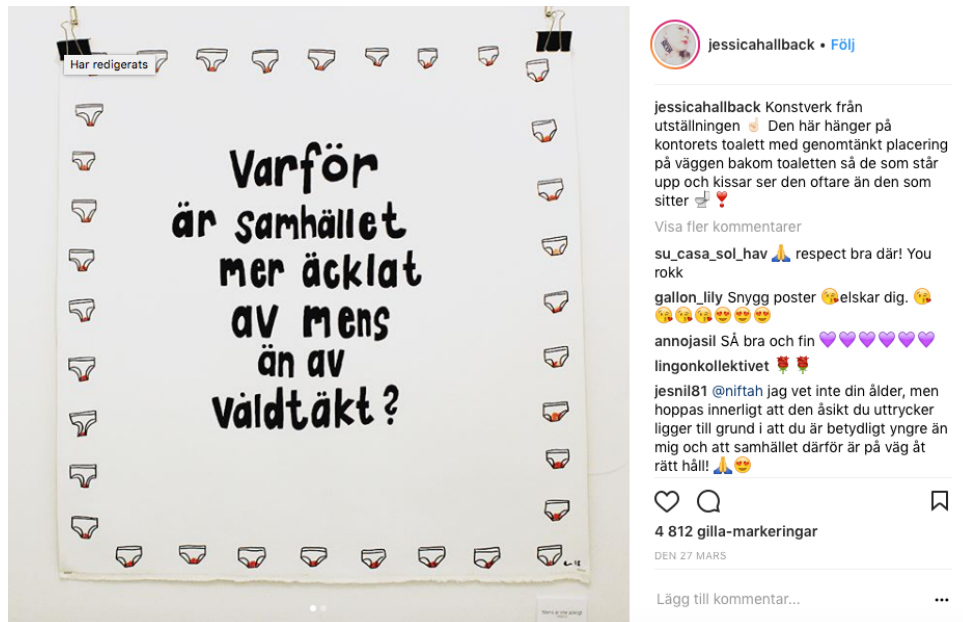 Har redigerats
Varför
är samhället
mer äcklat
av mens
än av
våldtäkt?
jessicahallback • Följ
jessicahallback Konstverk från
utställningen ☝🏻 Den här hänger på
kontorets toalett med genomtänkt placering
på väggen bakom toaletten så de som står
upp och kissar ser den oftare än den som
sitter 🚽❣️
Visa fler kommentarer
su_casa_sol_hav 🙏 respect bra där! You
rokk
gallon_lily Snygg poster 😘elskar dig. 😘
😘😘😘😍😍😍
annojasil SÅ bra och fin 💜💜💜💜💜💜
lingonkollektivet 🌹🌹
jesnil81 @niftah jag vet inte din ålder, men
hoppas innerligt att den åsikt du uttrycker
ligger till grund i att du är betydligt yngre än
mig och att samhället därför är på väg åt
rätt håll! 🙏😍
4 812 gilla-markeringar
DEN 27 MARS
Lägg till kommentar...